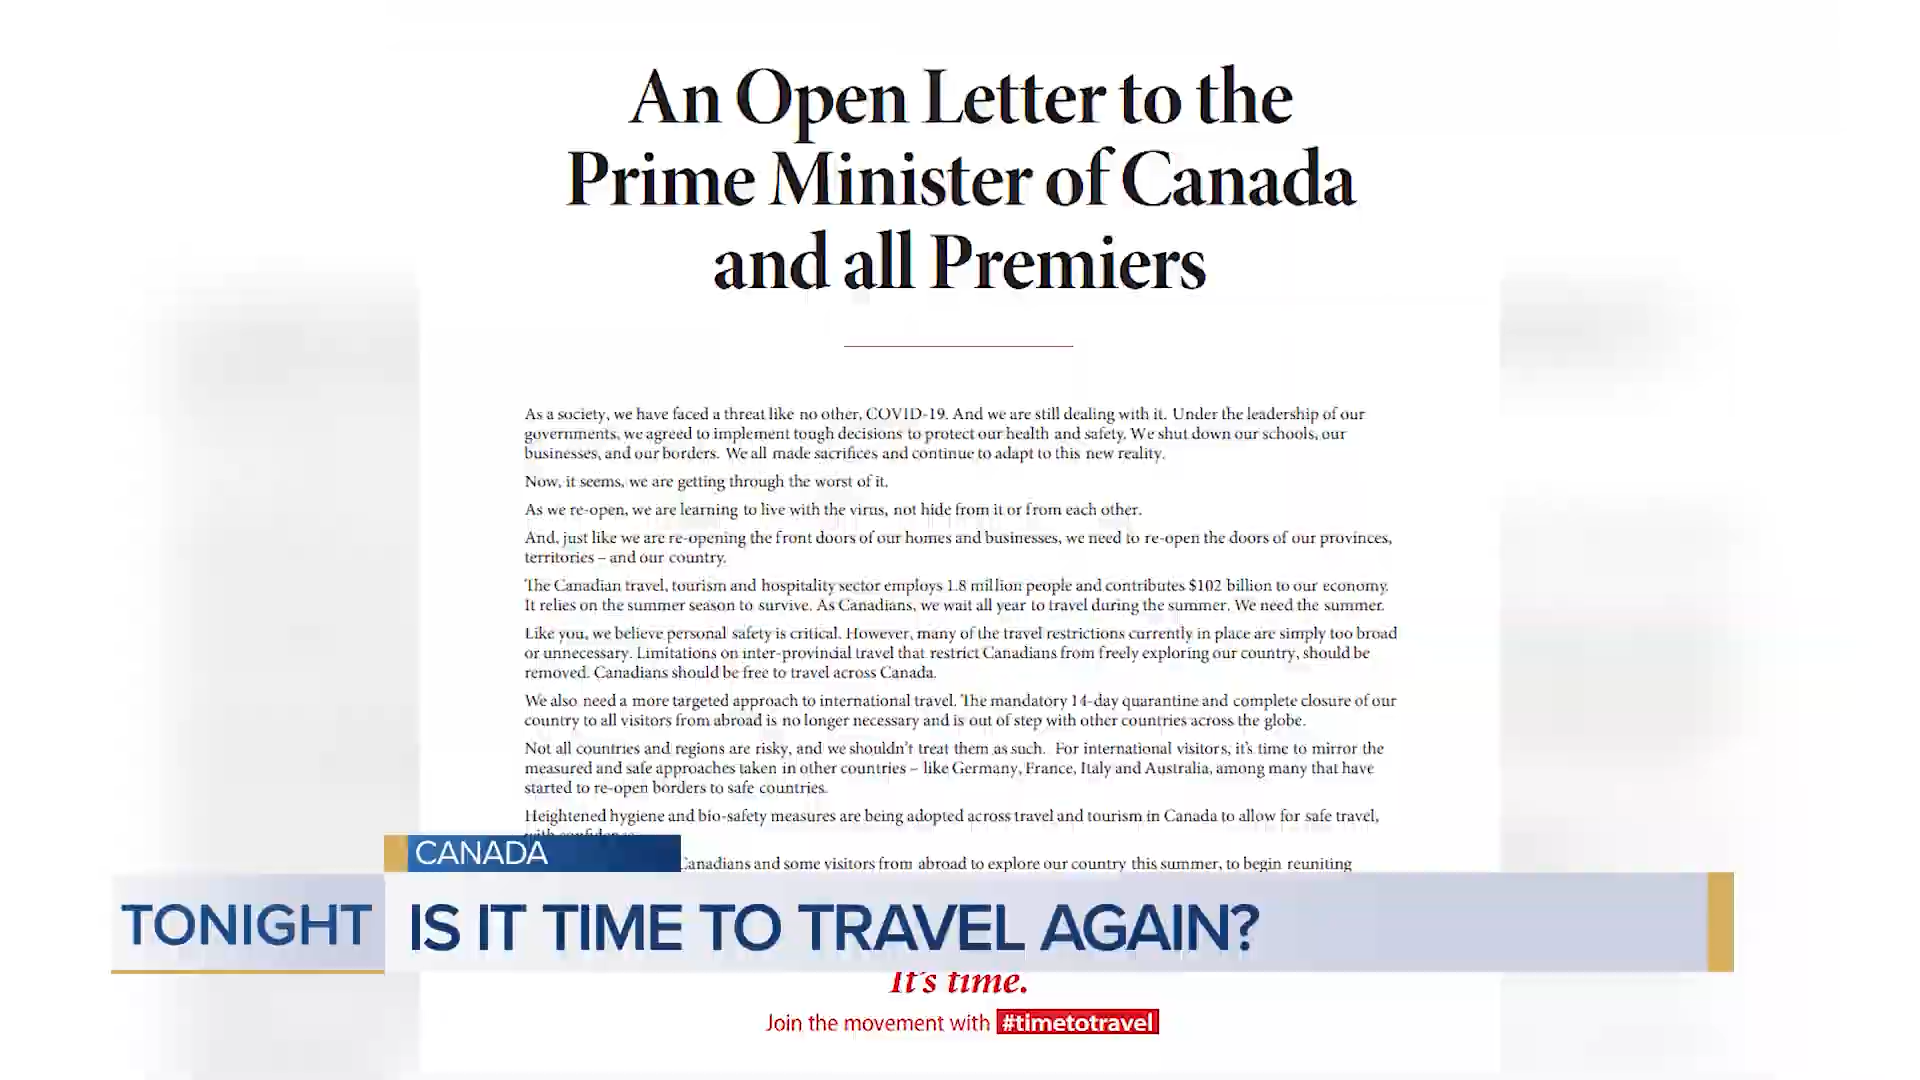 An Open Letter to the
Prime Minister of Canada
and all Premiers
As a society, we have faced a threat like no other, COVID-19. And we are still dealing with it. Under the leadership of our
governments, we agreed to implement tough decisions to protect our health and safety. We shut down our schools, our
businesses, and our borders. We all made sacrifices and continue to adapt to this new reality.
Now, it seems, we are getting through the worst of it.
As we re-open, we are learning to live with the virus, not hide from it or from each other.
And, just like we are re-opening the front doors of our homes and businesses, we need to re-open the doors of our provinces,
territories – and our country.
The Canadian travel, tourism and hospitality sector employs 1.8 million people and contributes $102 billion to our economy.
It relies on the summer season to survive. As Canadians, we wait all year to travel during the summer. We need the summer.
Like you, we believe personal safety is critical. However, many of the travel restrictions currently in place are simply too broad
or unnecessary. Limitations on inter-provincial travel that restrict Canadians from freely exploring our country, should be
removed. Canadians should be free to travel across Canada.
We also need a more targeted approach to international travel. The mandatory 14-day quarantine and complete closure of our
country to all visitors from abroad is no longer necessary and is out of step with other countries across the globe.
Not all countries and regions are risky, and we shouldn't treat them as such. For international visitors, it's time to mirror the
measured and safe approaches taken in other countries – like Germany, France, Italy and Australia, among many that have
started to re-open borders to safe countries.
Heightened hygiene and bio-safety measures are being adopted across travel and tourism in Canada to allow for safe travel,
with confidence.
CANADA
Canadians and some visitors from abroad to explore our country this summer, to begin reuniting
TONIGHT IS IT TIME TO TRAVEL AGAIN?
It's time.
Join the movement with #timetotravel